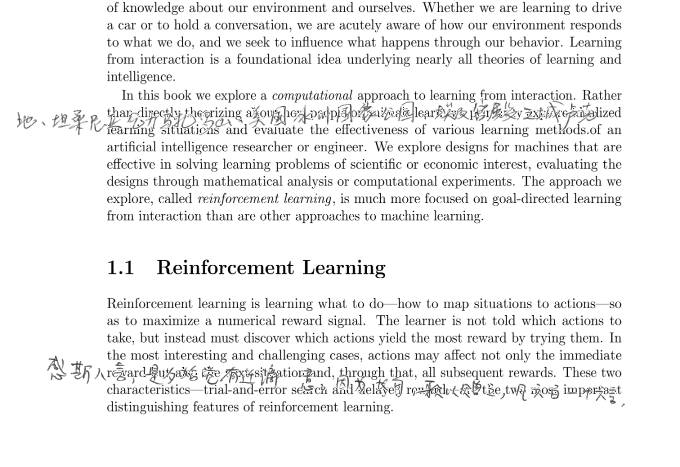 of knowledge about our environment and ourselves. Whether we are learning to drive
a car or to hold a conversation, we are acutely aware of how our environment responds
to what we do, and we seek to influence what happens through our behavior. Learning
from interaction is a foundational idea underlying nearly all theories of learning and
intelligence.
In this book we explore a computational approach to learning from interaction. Rather
than directly theorizing about how
地、坦桑尼亚 美国 国家公园
learning situations and evaluate the effectiveness of various learning methods.of an
artificial intelligence researcher or engineer. We explore designs for machines that are
effective in solving learning problems of scientific or economic interest, evaluating the
designs through mathematical analysis or computational experiments. The approach we
explore, called reinforcement learning, is much more focused on goal-directed learning
from interaction than are other approaches to machine learning.
1.1 Reinforcement Learning
Reinforcement learning is learning what to do—how to map situations to actions—so
as to maximize a numerical reward signal. The learner is not told which actions to
take, but instead must discover which actions yield the most reward by trying them. In
the most interesting and challenging cases, actions may affect not only the immediate
reward but also the next situation and, through that, all subsequent rewards. These two
characteristics—trial-and-error search and delayed reward—are the two most important
distinguishing features of reinforcement learning.